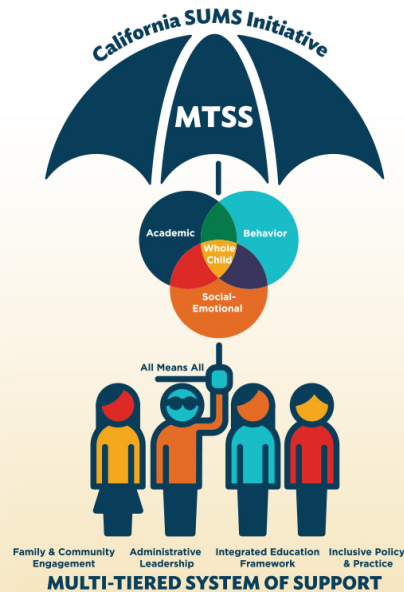 California SUMS Initiative
MTSS
Academic
Behavior
Whole
Child
Social-
Emotional
All Means All
Family & Community
Engagement
Administrative
Leadership
Integrated Education
Framework
Inclusive Policy
& Practice
MULTI-TIERED SYSTEM OF SUPPORT